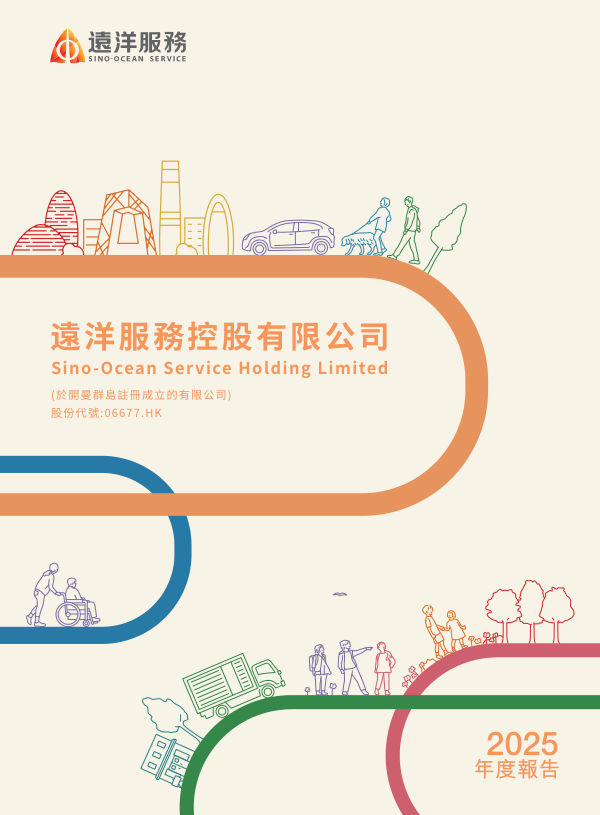 遠洋服務
SINO-OCEAN SERVICE
遠洋服務控股有限公司
Sino-Ocean Service Holding Limited
(於開曼群島註冊成立的有限公司)
股份代號:06677.HK
2025
年度報告